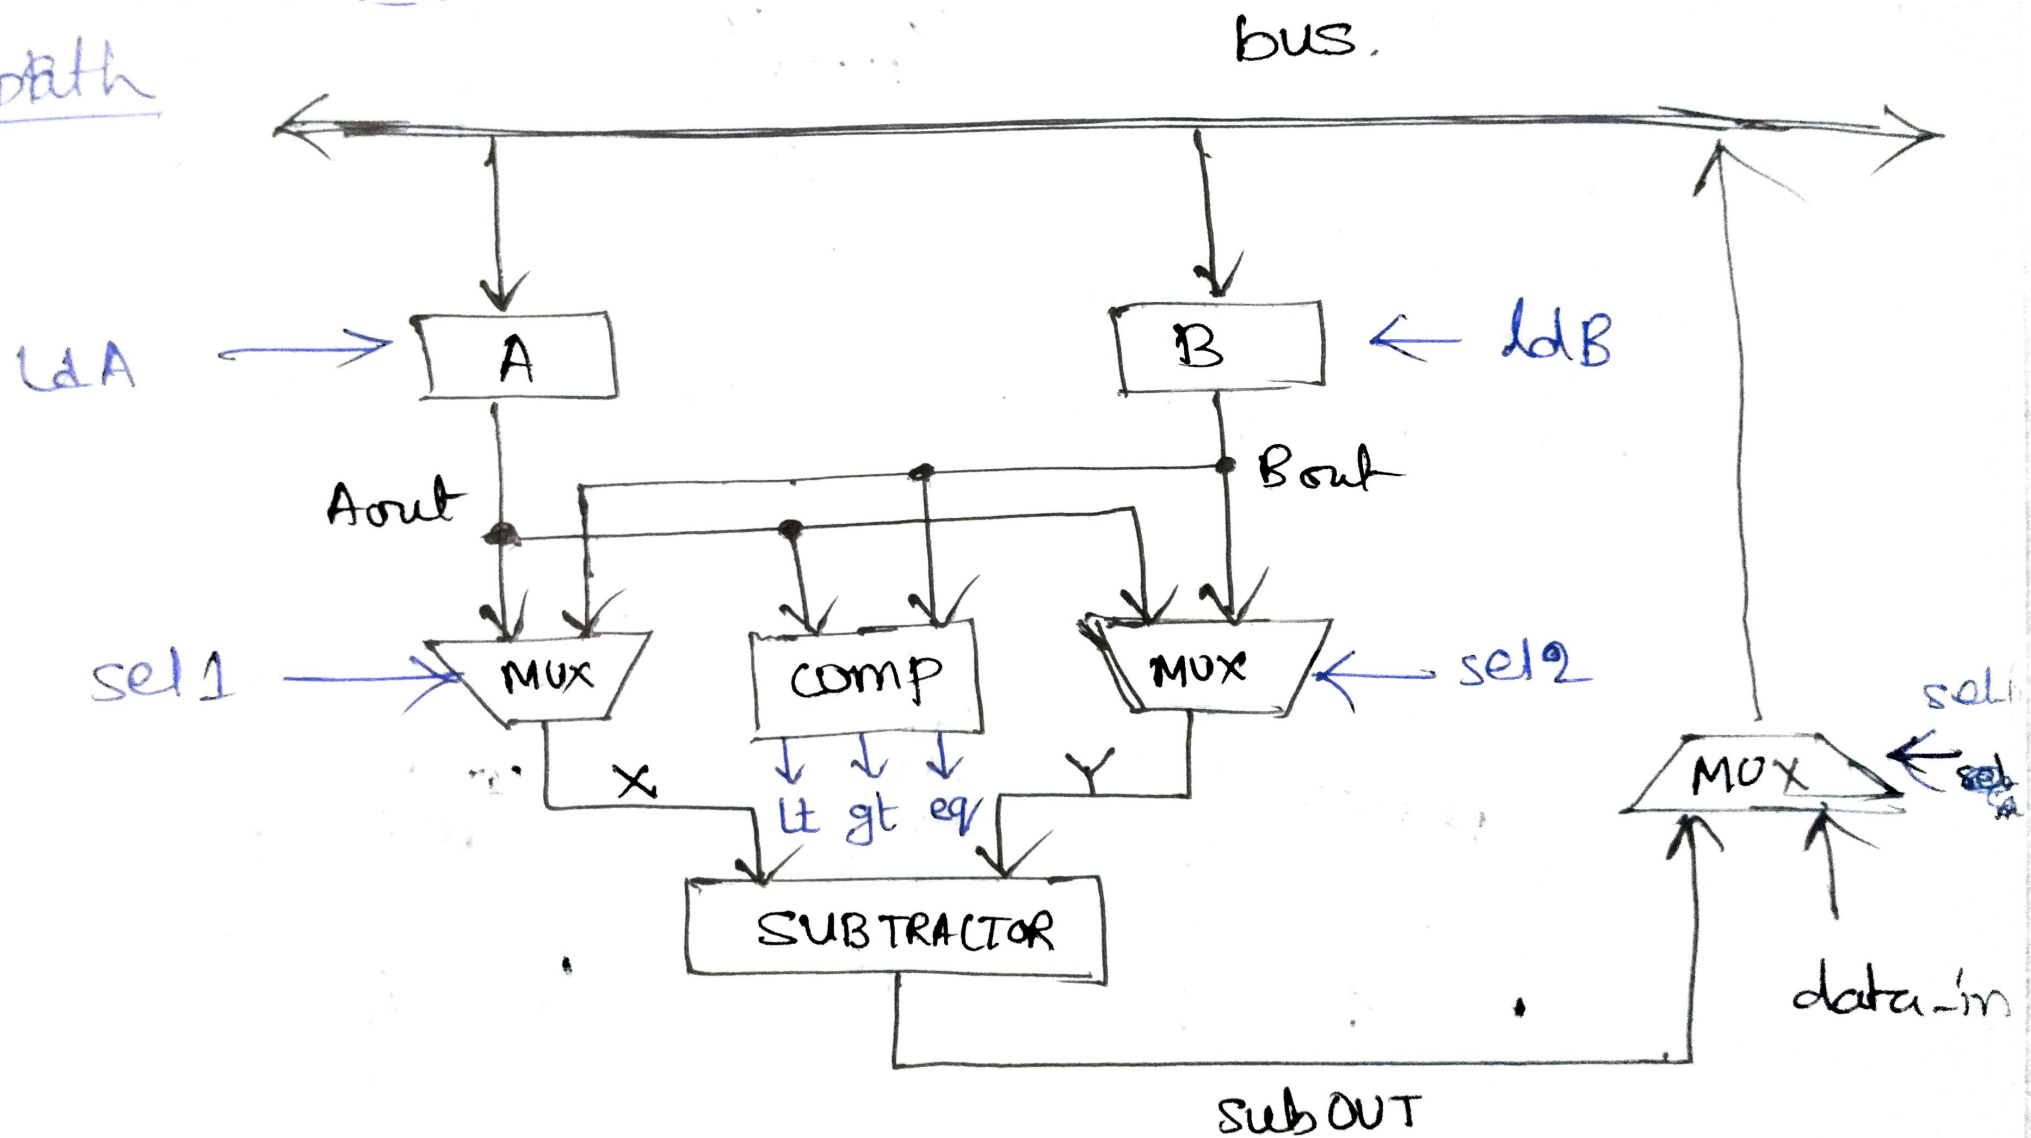 bus.
path
A
B
ldA
ldB
Aout
Bout
sel1
MUX
comp
MUX
sel2
X
lt gt eq
Y
MUX
SUBTRACTOR
data_in
subOUT